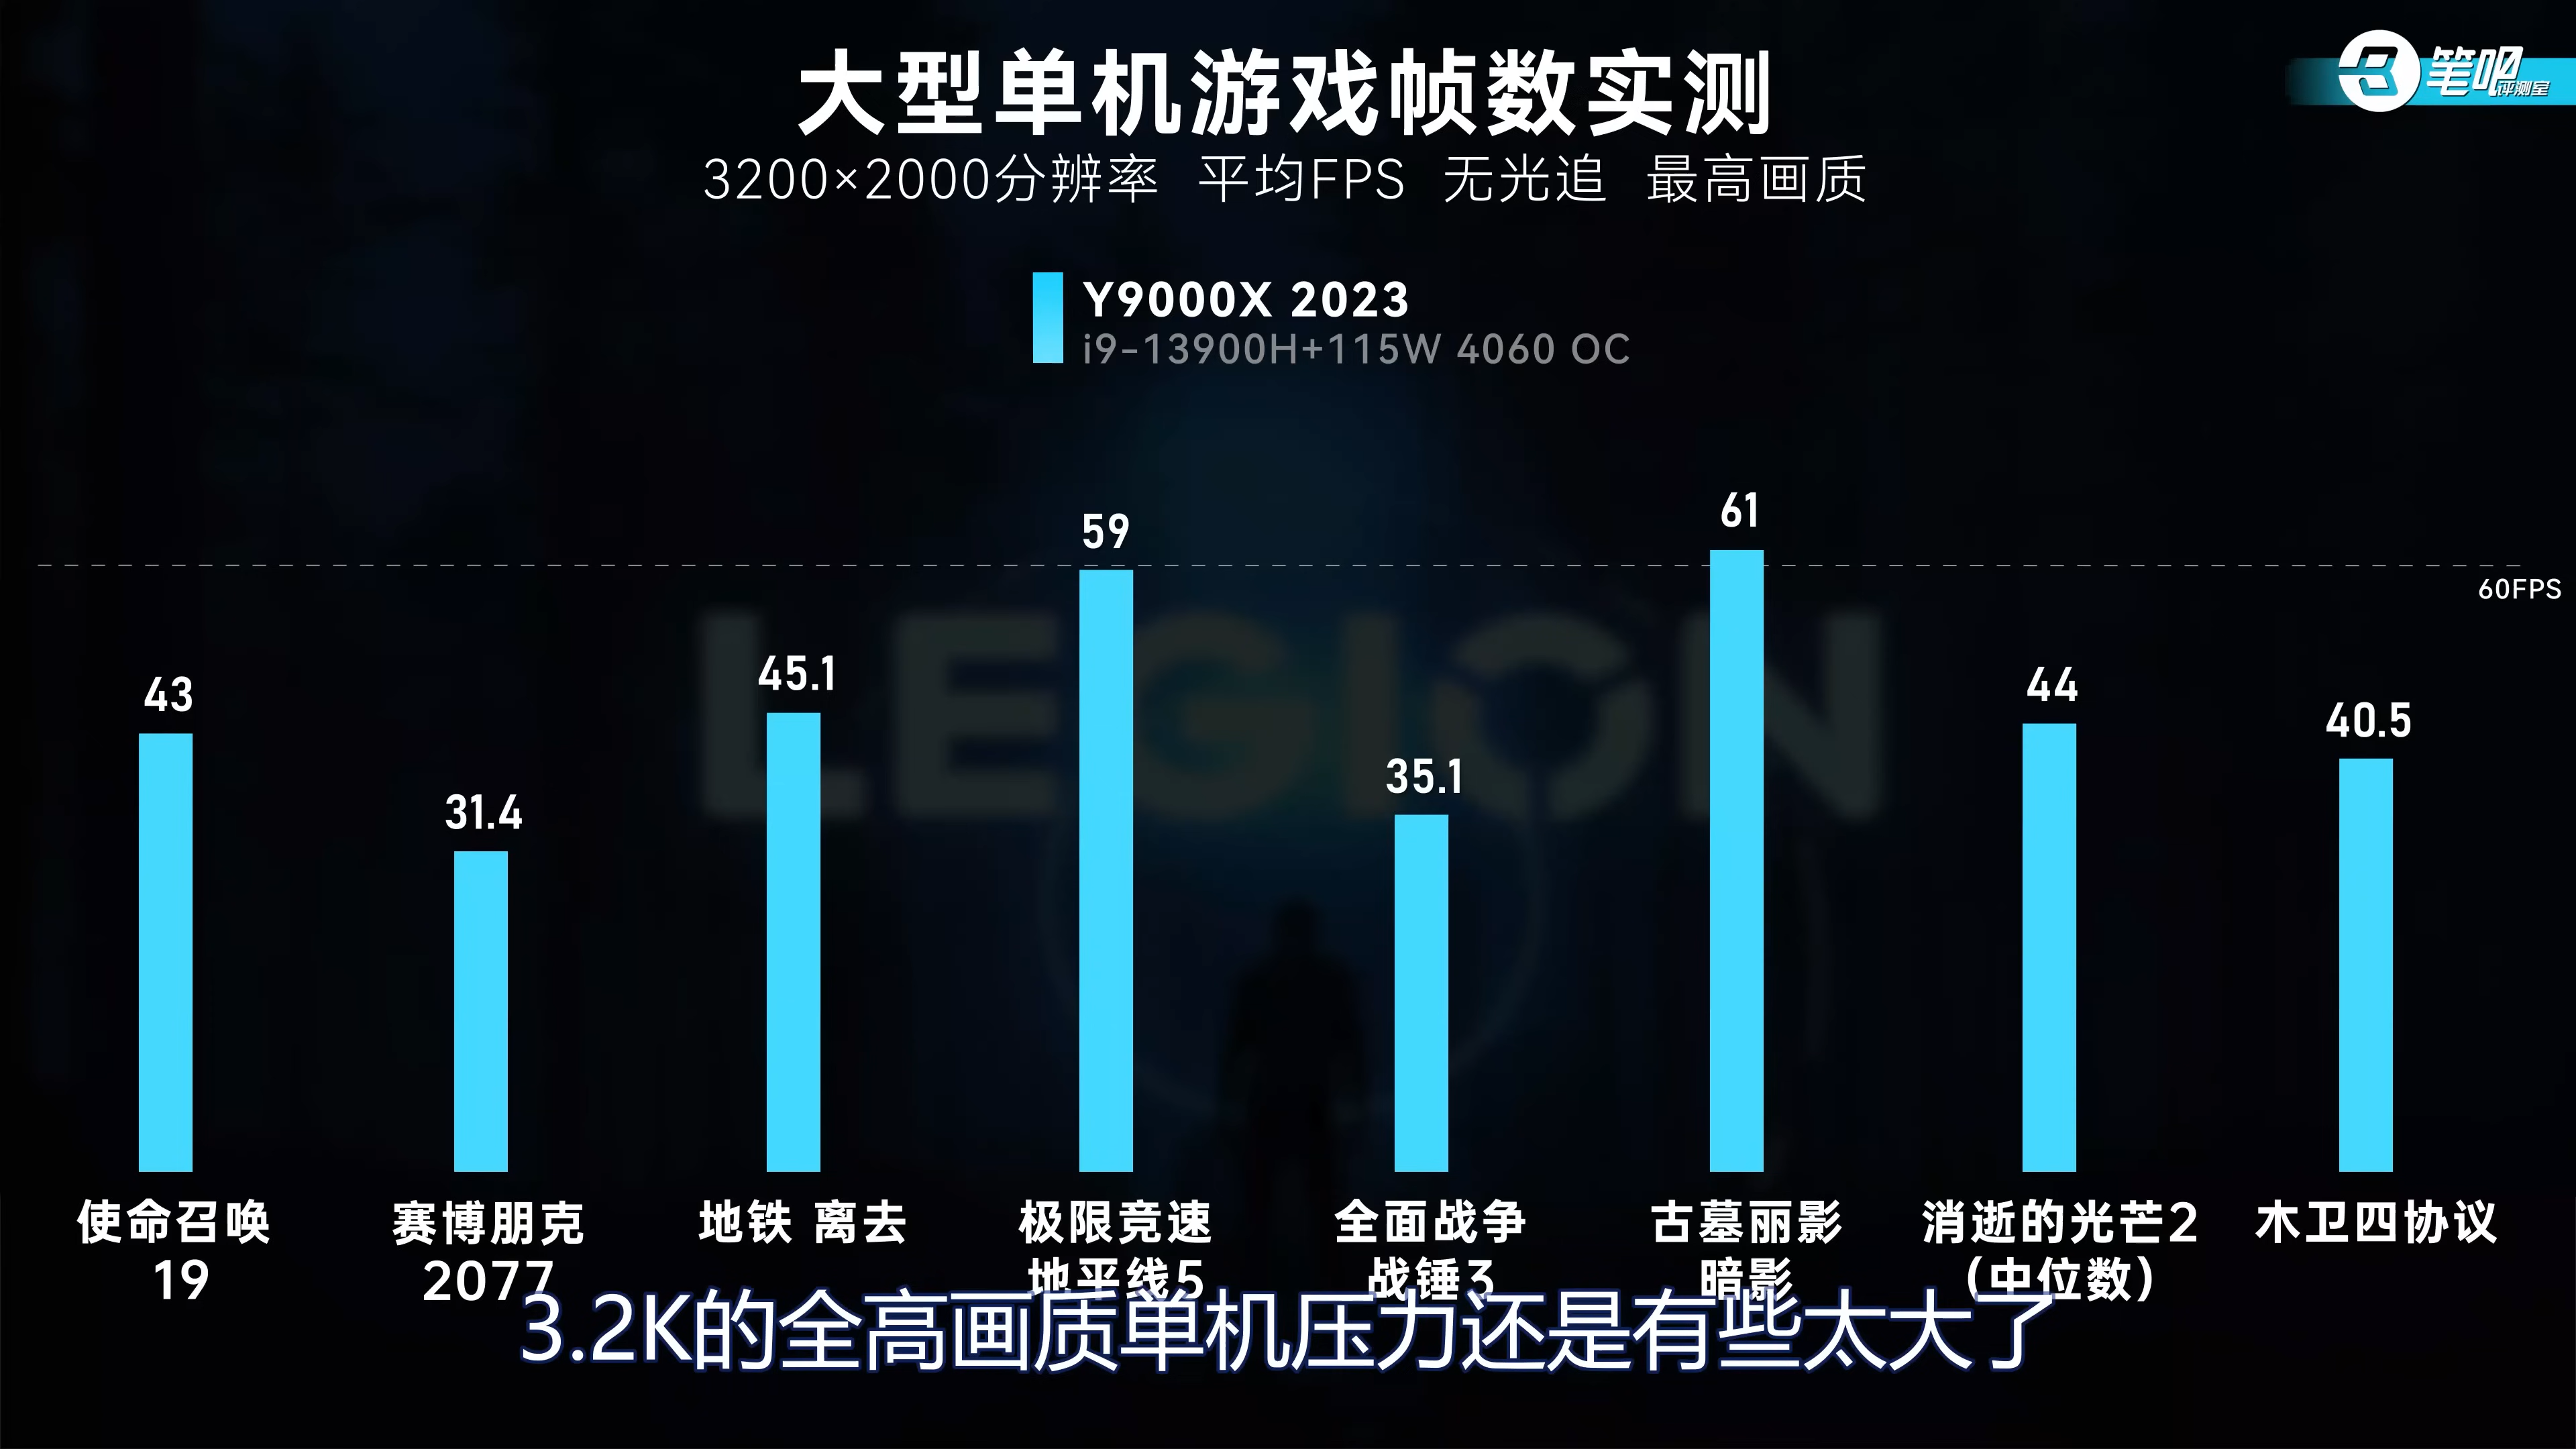 大型单机游戏帧数实测
笔吧评测室
3200×2000分辨率 平均FPS 无光追 最高画质
Y9000X 2023
i9-13900H+115W 4060 OC
43
31.4
45.1
59
35.1
61
44
40.5
60FPS
LEGION
使命召唤
19
赛博朋克
2077
地铁 离去
极限竞速
地平线5
全面战争
战锤3
古墓丽影
暗影
消逝的光芒2
(中位数)
木卫四协议
3.2K的全高画质单机压力还是有些太大了